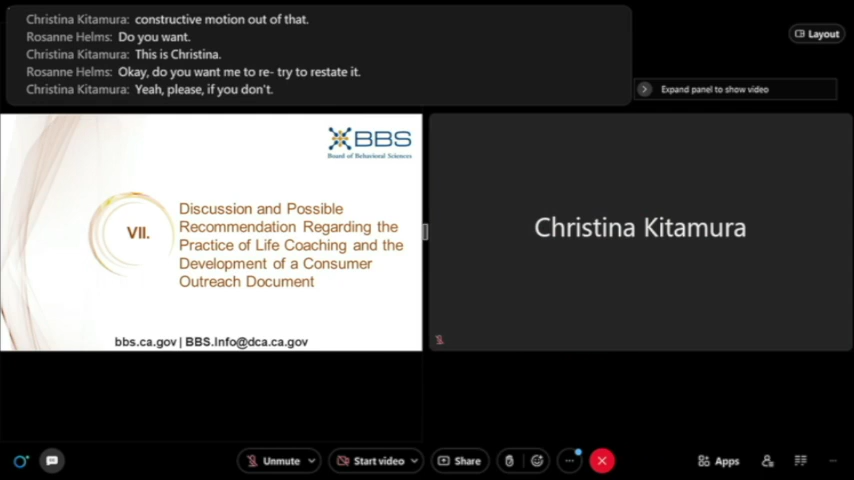 Christina Kitamura: constructive motion out of that.
Rosanne Helms: Do you want.
Christina Kitamura: This is Christina.
Rosanne Helms: Okay, do you want me to re- try to restate it.
Christina Kitamura: Yeah, please, if you don't.
Layout
Expand panel to show video
BBS
Board of Behavioral Sciences
VII.
Discussion and Possible
Recommendation Regarding the
Practice of Life Coaching and the
Development of a Consumer
Outreach Document
bbs.ca.gov | BBS.Info@dca.ca.gov
Christina Kitamura
Unmute
Start video
Share
Apps